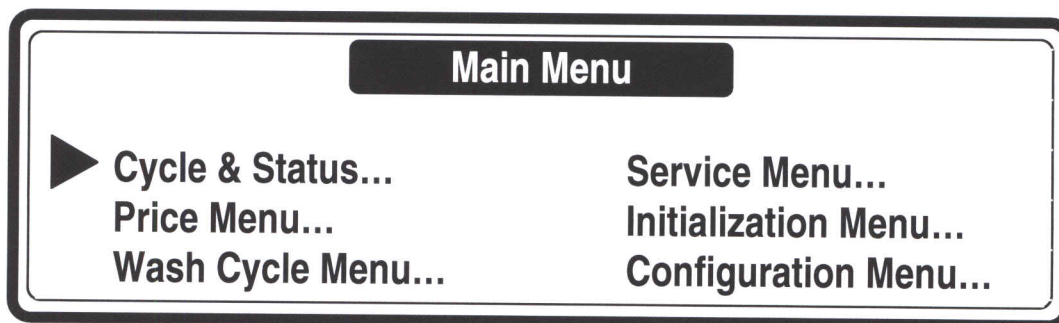 Main Menu
Cycle & Status...
Price Menu...
Wash Cycle Menu...
Service Menu...
Initialization Menu...
Configuration Menu...